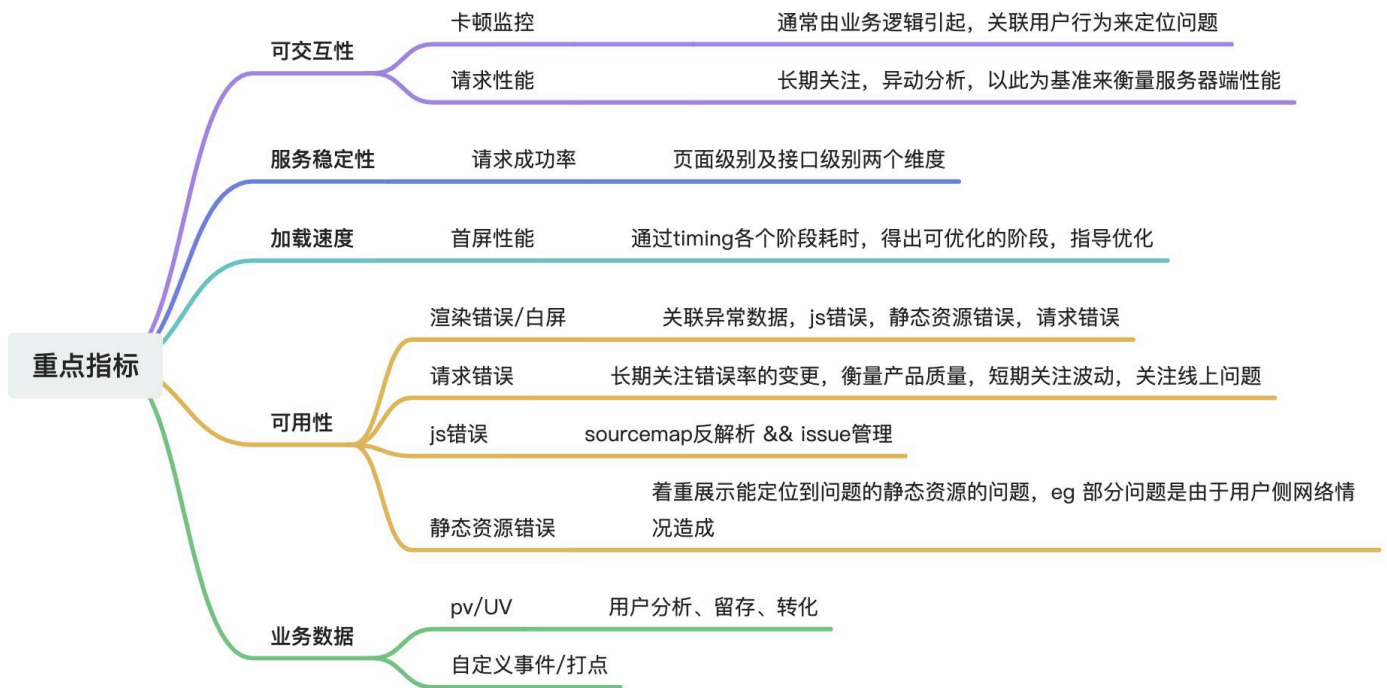 重点指标
可交互性
卡顿监控
通常由业务逻辑引起，关联用户行为来定位问题
请求性能
长期关注，异动分析，以此为基准来衡量服务器端性能
服务稳定性
请求成功率
页面级别及接口级别两个维度
加载速度
首屏性能
通过timing各个阶段耗时，得出可优化的阶段，指导优化
可用性
渲染错误/白屏
关联异常数据，js错误，静态资源错误，请求错误
请求错误
长期关注错误率的变更，衡量产品质量，短期关注波动，关注线上问题
js错误
sourcemap反解析 && issue管理
静态资源错误
着重展示能定位到问题的静态资源的问题，eg 部分问题是由于用户侧网络情
况造成
业务数据
pv/UV
用户分析、留存、转化
自定义事件/打点